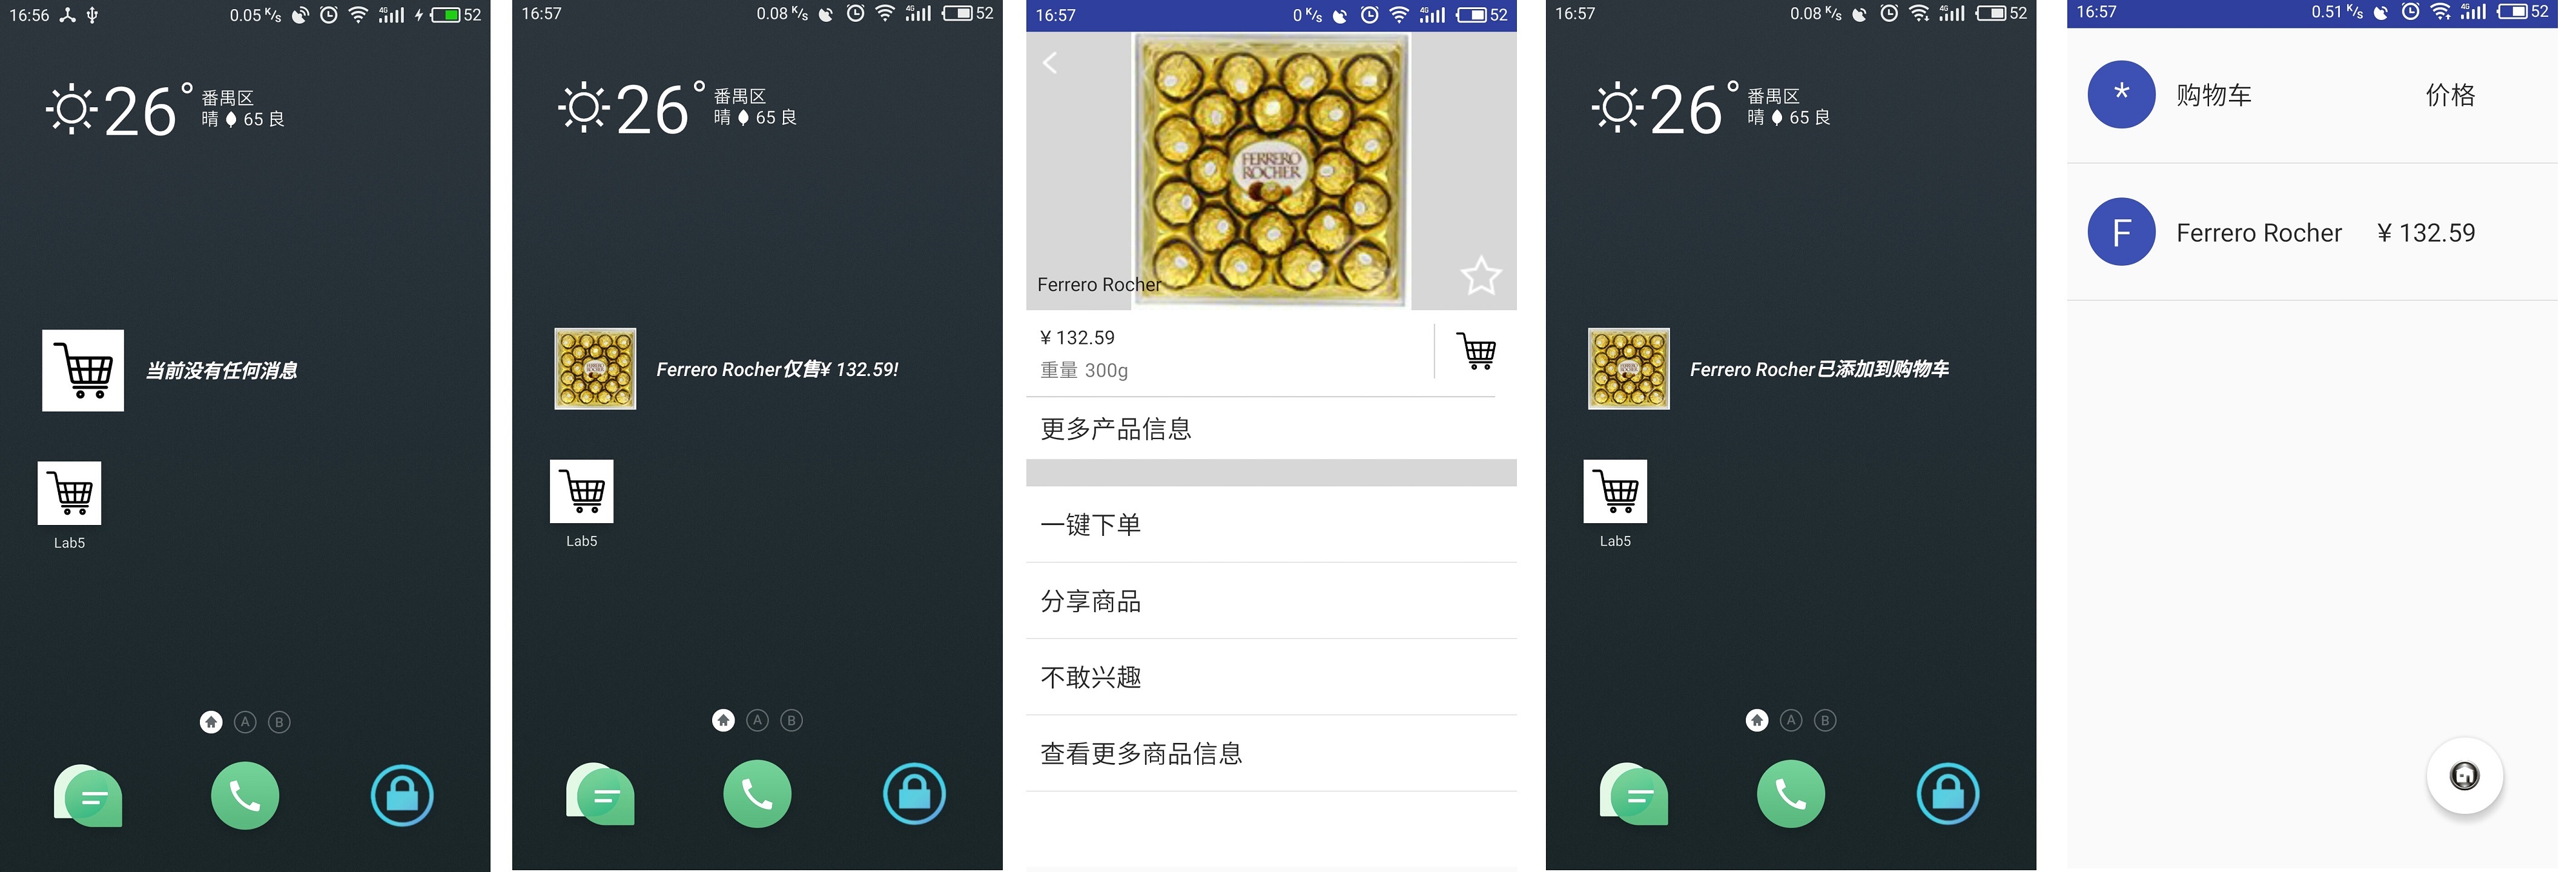 16:56 0.05 K/s 4G 52
26° 番禺区
晴 65 良
当前没有任何消息
Lab5
A B
16:57 0.08 K/s 4G 52
26° 番禺区
晴 65 良
Ferrero Rocher仅售¥ 132.59!
Lab5
A B
16:57 0 K/s 4G 52
FERRERO
ROCHER
Ferrero Rocher
¥ 132.59
重量 300g
更多产品信息
一键下单
分享商品
不敢兴趣
查看更多商品信息
16:57 0.08 K/s 4G 52
26° 番禺区
晴 65 良
Ferrero Rocher已添加到购物车
Lab5
A B
16:57 0.51 K/s 4G 52
* 购物车 价格
F Ferrero Rocher ¥ 132.59